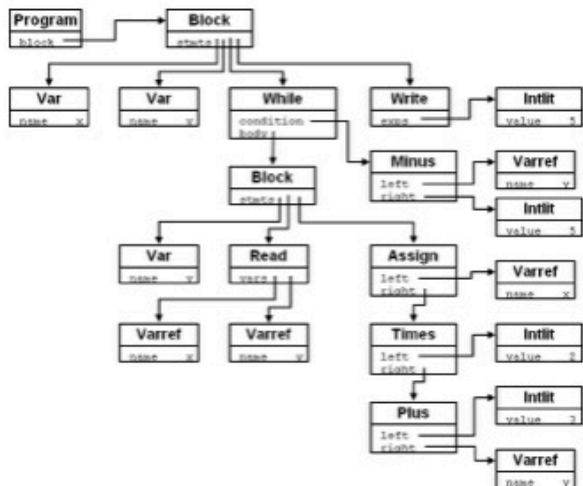 Program Block
block stmts
Var Var While Write Intlit
name x name y condition exps value 5
body
Minus Varref
Block left name y
stmts right
Intlit
value 5
Var Read Assign Varref
name y vars left name x
right
Varref Varref Times Intlit
name x name y left value 2
right
Plus Intlit
left value 3
right
Varref
name y